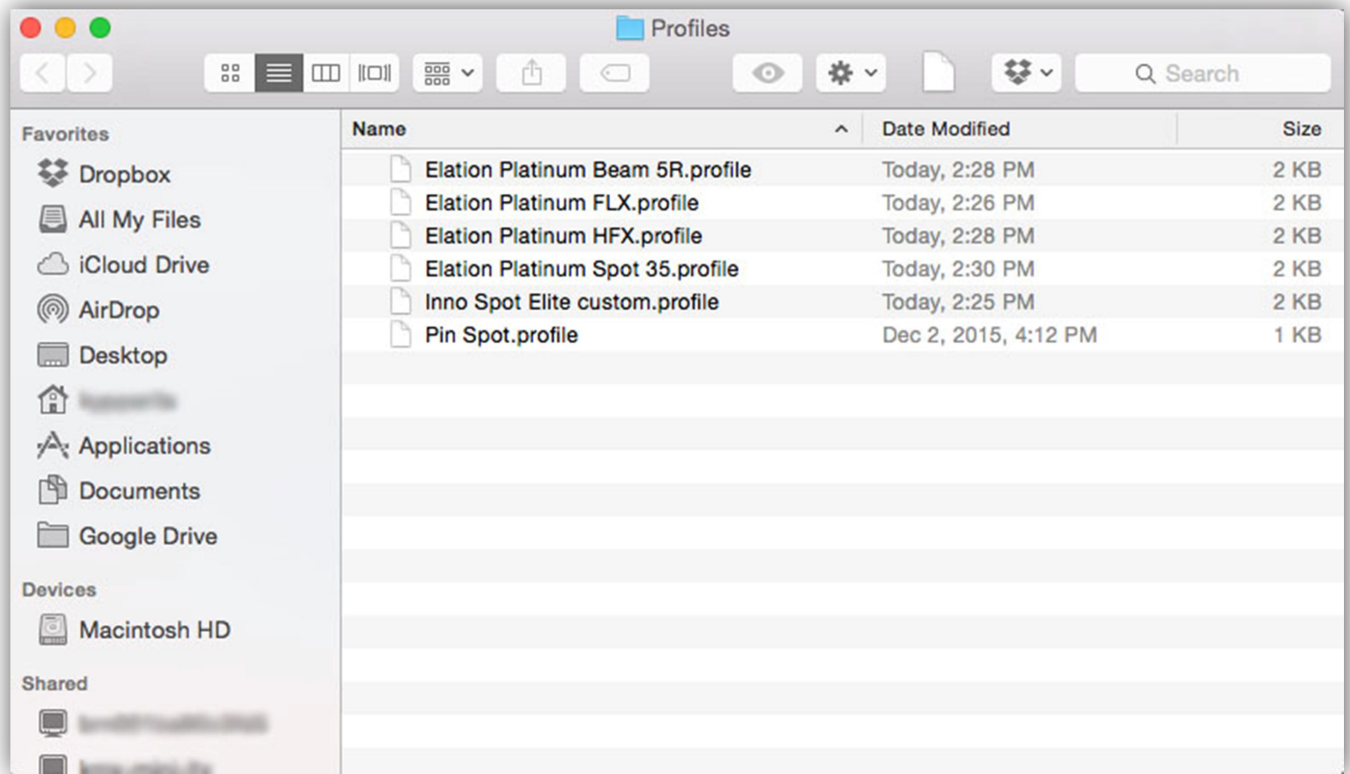 Profiles
Search
Favorites
Dropbox
All My Files
iCloud Drive
AirDrop
Desktop
Applications
Documents
Google Drive
Devices
Macintosh HD
Shared
Name Date Modified Size
Elation Platinum Beam 5R.profile Today, 2:28 PM 2 KB
Elation Platinum FLX.profile Today, 2:26 PM 2 KB
Elation Platinum HFX.profile Today, 2:28 PM 2 KB
Elation Platinum Spot 35.profile Today, 2:30 PM 2 KB
Inno Spot Elite custom.profile Today, 2:25 PM 2 KB
Pin Spot.profile Dec 2, 2015, 4:12 PM 1 KB